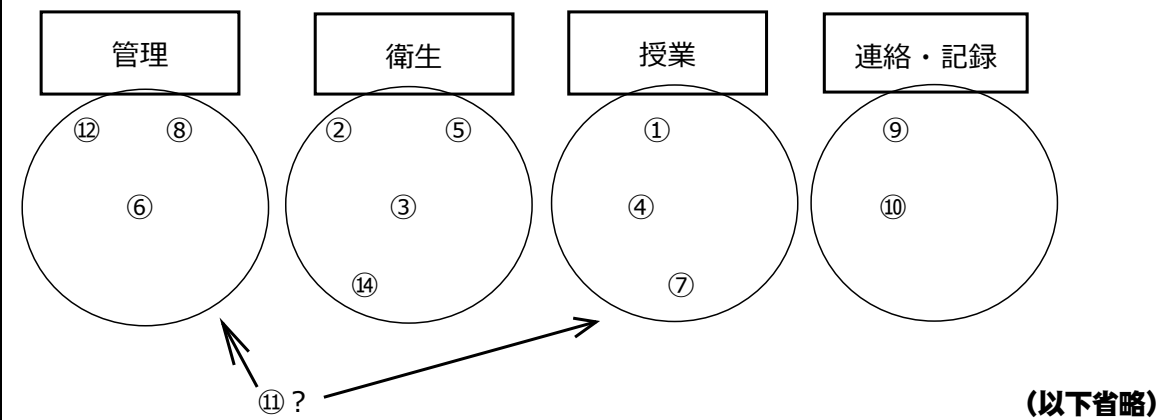 管理 衛生 授業 連絡・記録
⑫ ⑧ ② ⑤ ① ⑨
⑥ ③ ④ ⑩
⑭ ⑦
⑪？
（以下省略）